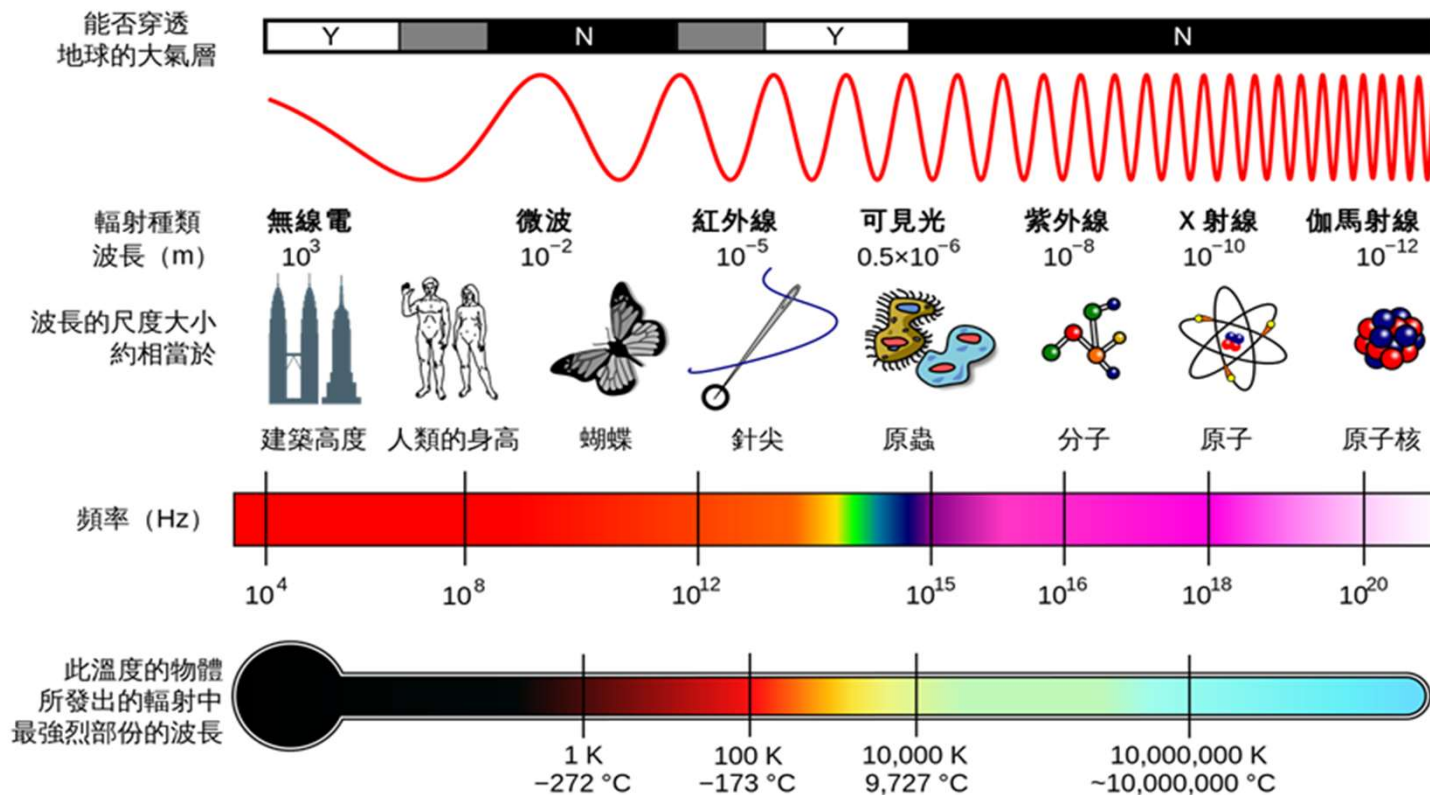 能否穿透
地球的大氣層
Y
N
Y
N
輻射種類
無線電
微波
紅外線
可見光
紫外線
X 射線
伽馬射線
波長（m）
10³
10⁻²
10⁻⁵
0.5×10⁻⁶
10⁻⁸
10⁻¹⁰
10⁻¹²
波長的尺度大小
約相當於
建築高度
人類的身高
蝴蝶
針尖
原蟲
分子
原子
原子核
頻率（Hz）
10⁴
10⁸
10¹²
10¹⁵
10¹⁶
10¹⁸
10²⁰
此溫度的物體
所發出的輻射中
最強烈部份的波長
1 K
−272 °C
100 K
−173 °C
10,000 K
9,727 °C
10,000,000 K
~10,000,000 °C